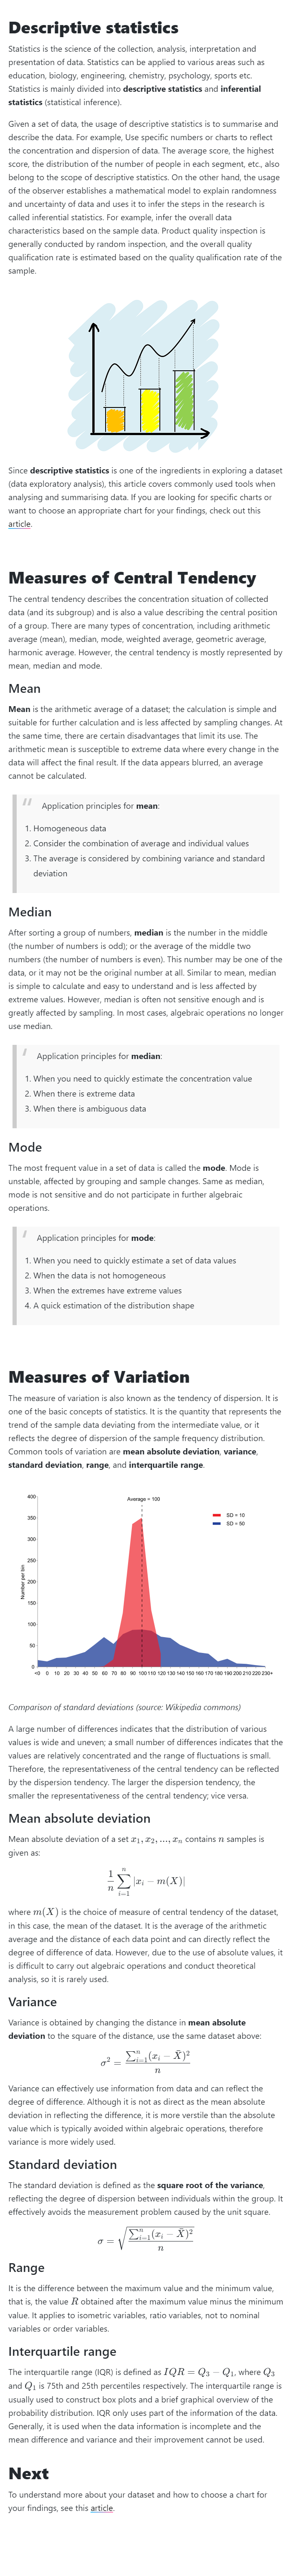 Descriptive statistics
Statistics is the science of the collection, analysis, interpretation and
presentation of data. Statistics can be applied to various areas such as
education, biology, engineering, chemistry, psychology, sports etc.
Statistics is mainly divided into descriptive statistics and inferential
statistics (statistical inference).
Given a set of data, the usage of descriptive statistics is to summarise and
describe the data. For example, Use specific numbers or charts to reflect
the concentration and dispersion of data. The average score, the highest
score, the distribution of the number of people in each segment, etc., also
belong to the scope of descriptive statistics. On the other hand, the usage
of the observer establishes a mathematical model to explain randomness
and uncertainty of data and uses it to infer the steps in the research is
called inferential statistics. For example, infer the overall data
characteristics based on the sample data. Product quality inspection is
generally conducted by random inspection, and the overall quality
qualification rate is estimated based on the quality qualification rate of the
sample.
Since descriptive statistics is one of the ingredients in exploring a dataset
(data exploratory analysis), this article covers commonly used tools when
analysing and summarising data. If you are looking for specific charts or
want to choose an appropriate chart for your findings, check out this
article.
Measures of Central Tendency
The central tendency describes the concentration situation of collected
data (and its subgroup) and is also a value describing the central position
of a group. There are many types of concentration, including arithmetic
average (mean), median, mode, weighted average, geometric average,
harmonic average. However, the central tendency is mostly represented by
mean, median and mode.
Mean
Mean is the arithmetic average of a dataset; the calculation is simple and
suitable for further calculation and is less affected by sampling changes. At
the same time, there are certain disadvantages that limit its use. The
arithmetic mean is susceptible to extreme data where every change in the
data will affect the final result. If the data appears blurred, an average
cannot be calculated.
Application principles for mean:
1. Homogeneous data
2. Consider the combination of average and individual values
3. The average is considered by combining variance and standard
deviation
Median
After sorting a group of numbers, median is the number in the middle
(the number of numbers is odd); or the average of the middle two
numbers (the number of numbers is even). This number may be one of the
data, or it may not be the original number at all. Similar to mean, median
is simple to calculate and easy to understand and is less affected by
extreme values. However, median is often not sensitive enough and is
greatly affected by sampling. In most cases, algebraic operations no longer
use median.
Application principles for median:
1. When you need to quickly estimate the concentration value
2. When there is extreme data
3. When there is ambiguous data
Mode
The most frequent value in a set of data is called the mode. Mode is
unstable, affected by grouping and sample changes. Same as median,
mode is not sensitive and do not participate in further algebraic
operations.
Application principles for mode:
1. When you need to quickly estimate a set of data values
2. When the data is not homogeneous
3. When the extremes have extreme values
4. A quick estimation of the distribution shape
Measures of Variation
The measure of variation is also known as the tendency of dispersion. It is
one of the basic concepts of statistics. It is the quantity that represents the
trend of the sample data deviating from the intermediate value, or it
reflects the degree of dispersion of the sample frequency distribution.
Common tools of variation are mean absolute deviation, variance,
standard deviation, range, and interquartile range.
Average = 100
SD = 10
SD = 50
Number per bin
400
350
300
250
200
150
100
50
0
<0 0 10 20 30 40 50 60 70 80 90 100 110 120 130 140 150 160 170 180 190 200 210 220 230+
Comparison of standard deviations (source: Wikipedia commons)
A large number of differences indicates that the distribution of various
values is wide and uneven; a small number of differences indicates that the
values are relatively concentrated and the range of fluctuations is small.
Therefore, the representativeness of the central tendency can be reflected
by the dispersion tendency. The larger the dispersion tendency, the
smaller the representativeness of the central tendency; vice versa.
Mean absolute deviation
Mean absolute deviation of a set x₁, x₂, ..., xₙ contains n samples is
given as:
1/n ∑ᵢ₌₁ⁿ |xᵢ − m(X)|
where m(X) is the choice of measure of central tendency of the dataset,
in this case, the mean of the dataset. It is the average of the arithmetic
average and the distance of each data point and can directly reflect the
degree of difference of data. However, due to the use of absolute values, it
is difficult to carry out algebraic operations and conduct theoretical
analysis, so it is rarely used.
Variance
Variance is obtained by changing the distance in mean absolute
deviation to the square of the distance, use the same dataset above:
σ² = ∑ᵢ₌₁ⁿ(xᵢ − X̄)² / n
Variance can effectively use information from data and can reflect the
degree of difference. Although it is not as direct as the mean absolute
deviation in reflecting the difference, it is more verstile than the absolute
value which is typically avoided within algebraic operations, therefore
variance is more widely used.
Standard deviation
The standard deviation is defined as the square root of the variance,
reflecting the degree of dispersion between individuals within the group. It
effectively avoids the measurement problem caused by the unit square.
σ = √(∑ᵢ₌₁ⁿ(xᵢ − X̄)² / n)
Range
It is the difference between the maximum value and the minimum value,
that is, the value R obtained after the maximum value minus the minimum
value. It applies to isometric variables, ratio variables, not to nominal
variables or order variables.
Interquartile range
The interquartile range (IQR) is defined as IQR = Q₃ − Q₁, where Q₃
and Q₁ is 75th and 25th percentiles respectively. The interquartile range is
usually used to construct box plots and a brief graphical overview of the
probability distribution. IQR only uses part of the information of the data.
Generally, it is used when the data information is incomplete and the
mean difference and variance and their improvement cannot be used.
Next
To understand more about your dataset and how to choose a chart for
your findings, see this article.